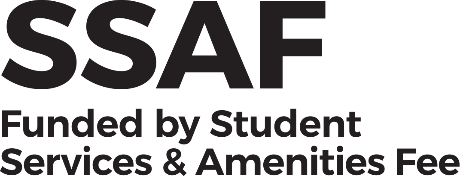 SSAF
Funded by Student
Services & Amenities Fee